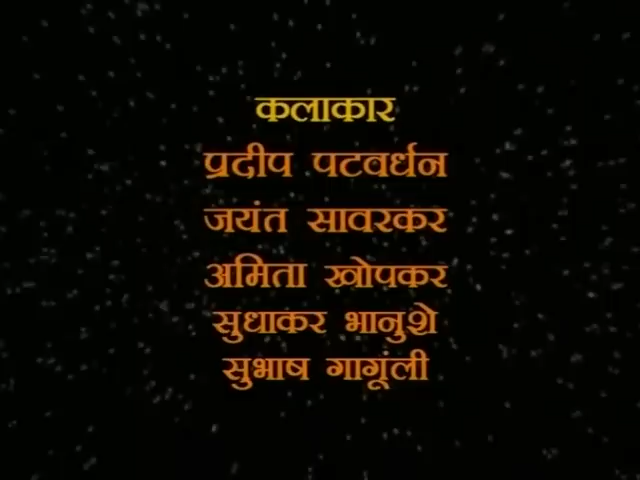 कलाकार
प्रदीप पटवर्धन
जयंत सावरकर
अमिता खोपकर
सुधाकर भानुशे
सुभाष गागूंली